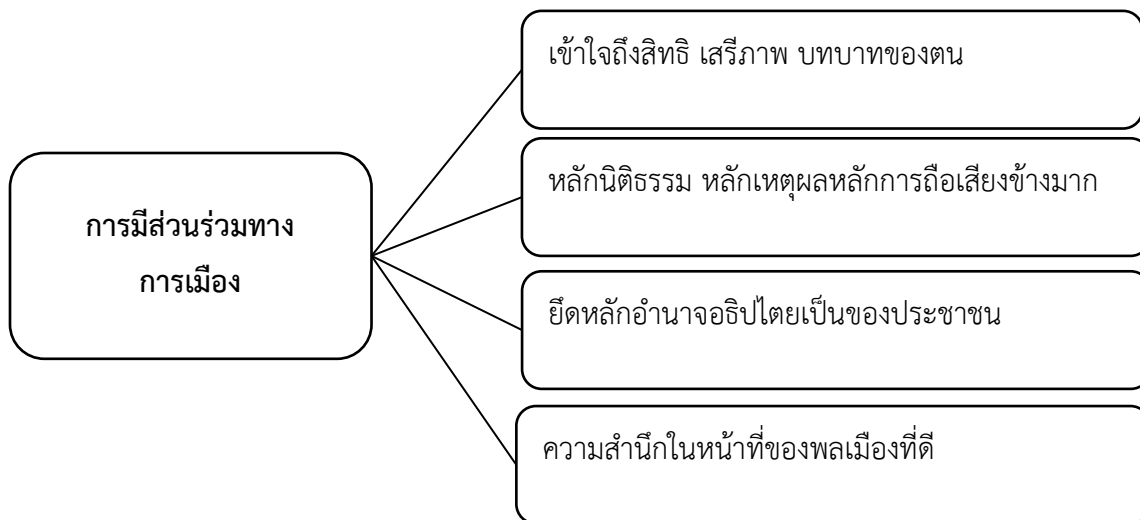 เข้าใจถึงสิทธิ เสรีภาพ บทบาทของตน
หลักนิติธรรม หลักเหตุผลหลักการถือเสียงข้างมาก
การมีส่วนร่วมทาง
การเมือง
ยึดหลักอำนาจอธิปไตยเป็นของประชาชน
ความสำนึกในหน้าที่ของพลเมืองที่ดี